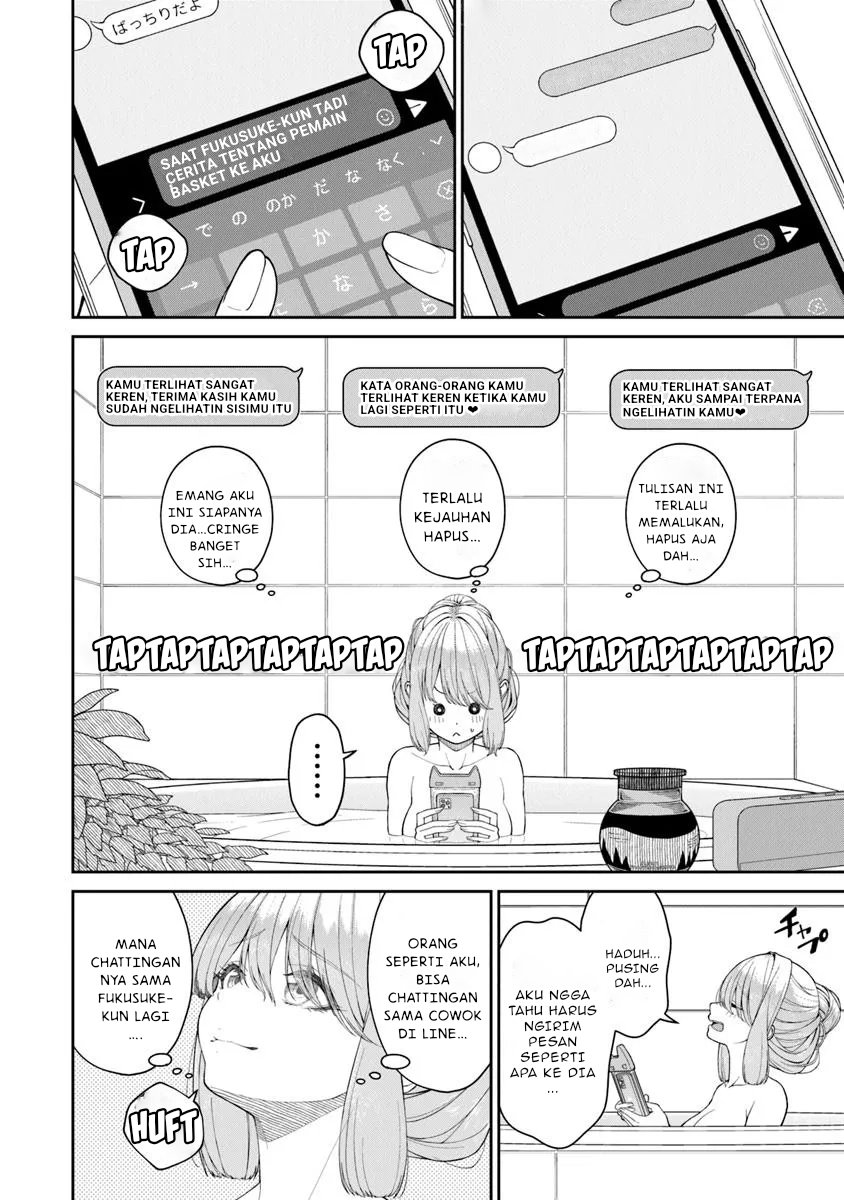 TAP
SAAT FUKUSUKE-KUN TADI
CERITA TENTANG PEMAIN
BASKET KE AKU
ばっちりだよ
で の のか だ な なく
か
さ
TAP
→
に
な
ら
KAMU TERLIHAT SANGAT
KEREN, AKU SAMPAI TERPANA
NGELIHATIN KAMU❤
TULISAN INI
TERLALU
MEMALUKAN,
HAPUS AJA
DAH...
KATA ORANG-ORANG KAMU
TERLIHAT KEREN KETIKA KAMU
LAGI SEPERTI ITU ❤
TERLALU
KEJAUHAN
HAPUS...
KAMU TERLIHAT SANGAT
KEREN, TERIMA KASIH KAMU
SUDAH NGELIHATIN SISIMU ITU
EMANG AKU
INI SIAPANYA
DIA...CRINGE
BANGET
SIH...
TAPTAPTAPTAPTAPTAP
TAPTAPTAPTAPTAPTAP
........
HADUH...
PUSING
DAH...
AKU NGGA
TAHU HARUS
NGIRIM
PESAN
SEPERTI
APA KE DIA
...
チャプ
ORANG
SEPERTI AKU,
BISA
CHATTINGAN
SAMA COWOK
DI LINE...
MANA
CHATTINGAN
NYA SAMA
FUKUSUKE-
KUN LAGI
....
HUFT